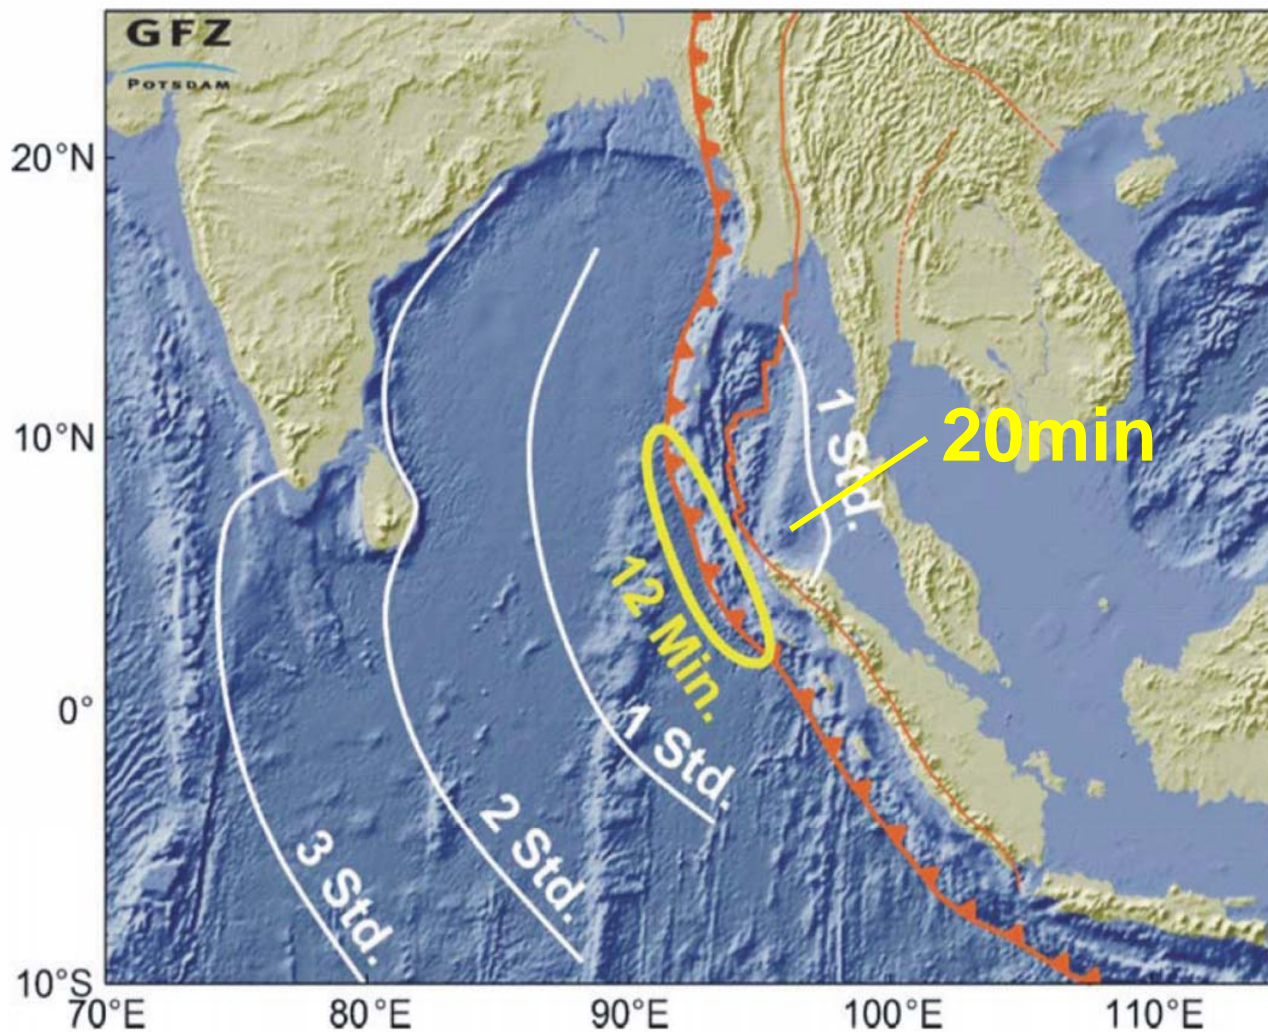 GFZ
POTSDAM
20°N
10°N
0°
10°S
70°E
80°E
90°E
100°E
110°E
1 Std.
20min
12 Min.
1 Std.
2 Std.
3 Std.